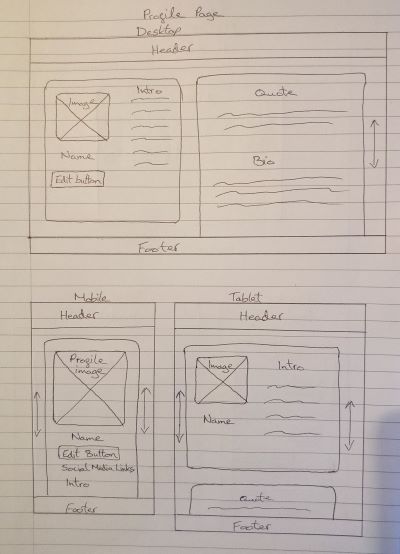 Profile Page
Desktop
Header
Image
Name
Edit button
Intro
Quote
Bio
Footer
Mobile
Header
Profile
image
Name
Edit Button
Social Media Links
Intro
Footer
Tablet
Header
Image
Name
Intro
Quote
Footer